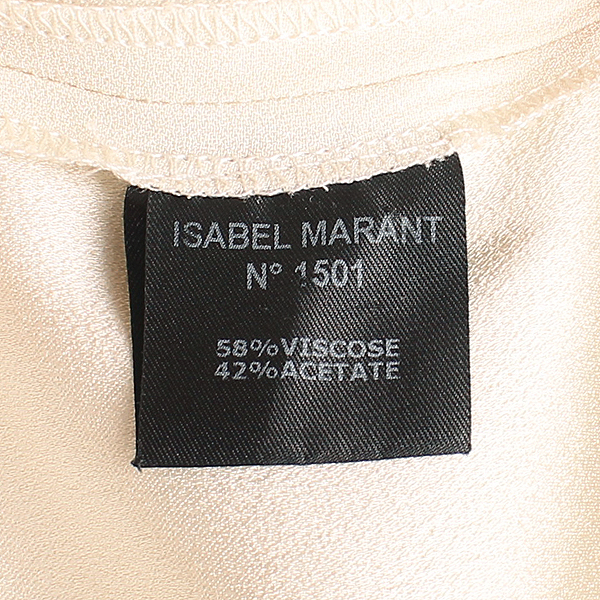 ISABEL MARANT
N° 1501
58%VISCOSE
42%ACETATE